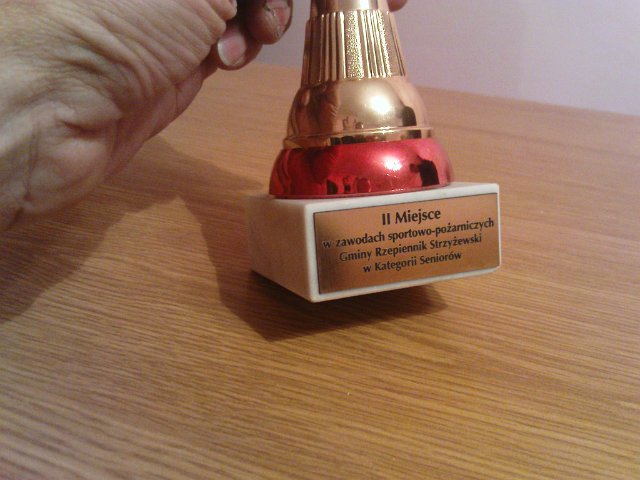 II Miejsce
w zawodach sportowo-pożarniczych
Gminy Rzepiennik Strzyżewski
w Kategorii Seniorów